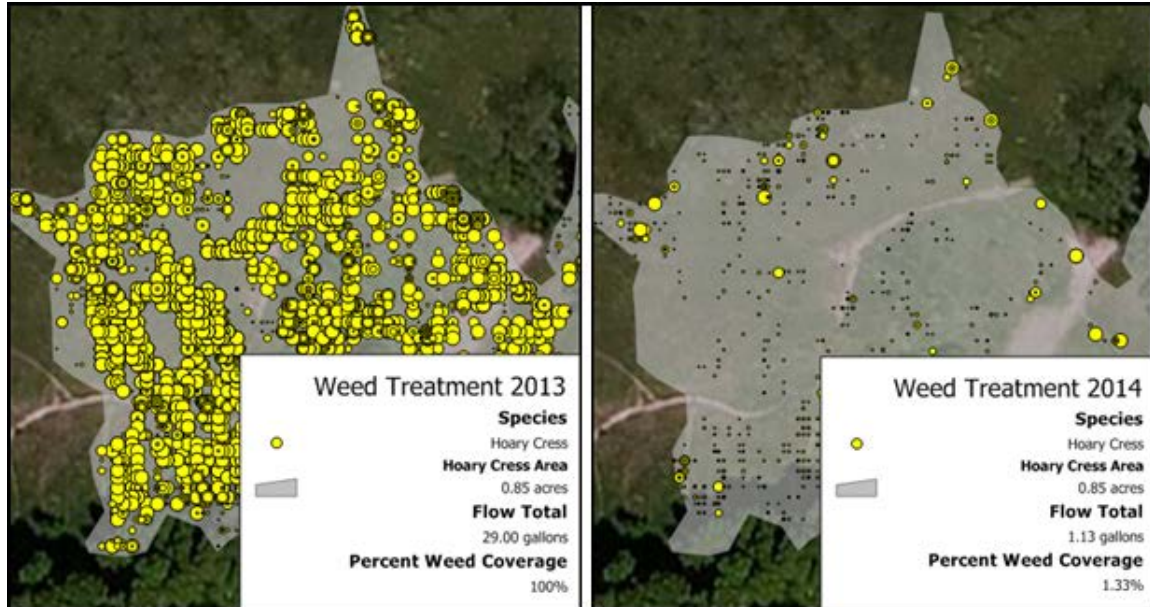 Weed Treatment 2013
Species
Hoary Cress
Hoary Cress Area
0.85 acres
Flow Total
29.00 gallons
Percent Weed Coverage
100%
Weed Treatment 2014
Species
Hoary Cress
Hoary Cress Area
0.85 acres
Flow Total
1.13 gallons
Percent Weed Coverage
1.33%